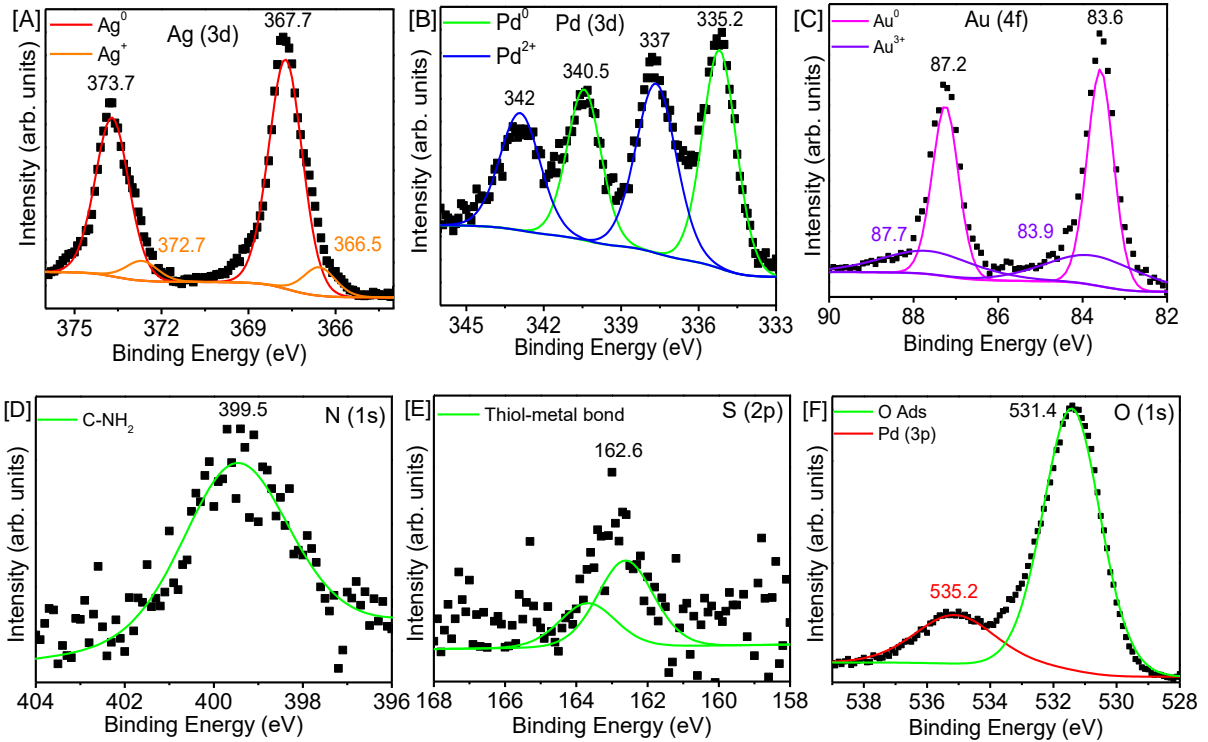 [A]
Ag⁰
Ag⁺
Ag (3d)
367.7
373.7
372.7
366.5
Intensity (arb. units)
375 372 369 366
Binding Energy (eV)
[B]
Pd⁰
Pd²⁺
Pd (3d)
335.2
337
340.5
342
Intensity (arb. units)
345 342 339 336 333
Binding Energy (eV)
[C]
Au⁰
Au³⁺
Au (4f)
83.6
87.2
87.7
83.9
Intensity (arb. units)
90 88 86 84 82
Binding Energy (eV)
[D]
C-NH₂
399.5
N (1s)
Intensity (arb. units)
404 402 400 398 396
Binding Energy (eV)
[E]
Thiol-metal bond
S (2p)
162.6
Intensity (arb. units)
168 166 164 162 160 158
Binding Energy (eV)
[F]
O Ads
Pd (3p)
531.4
O (1s)
535.2
Intensity (arb. units)
538 536 534 532 530 528
Binding Energy (eV)